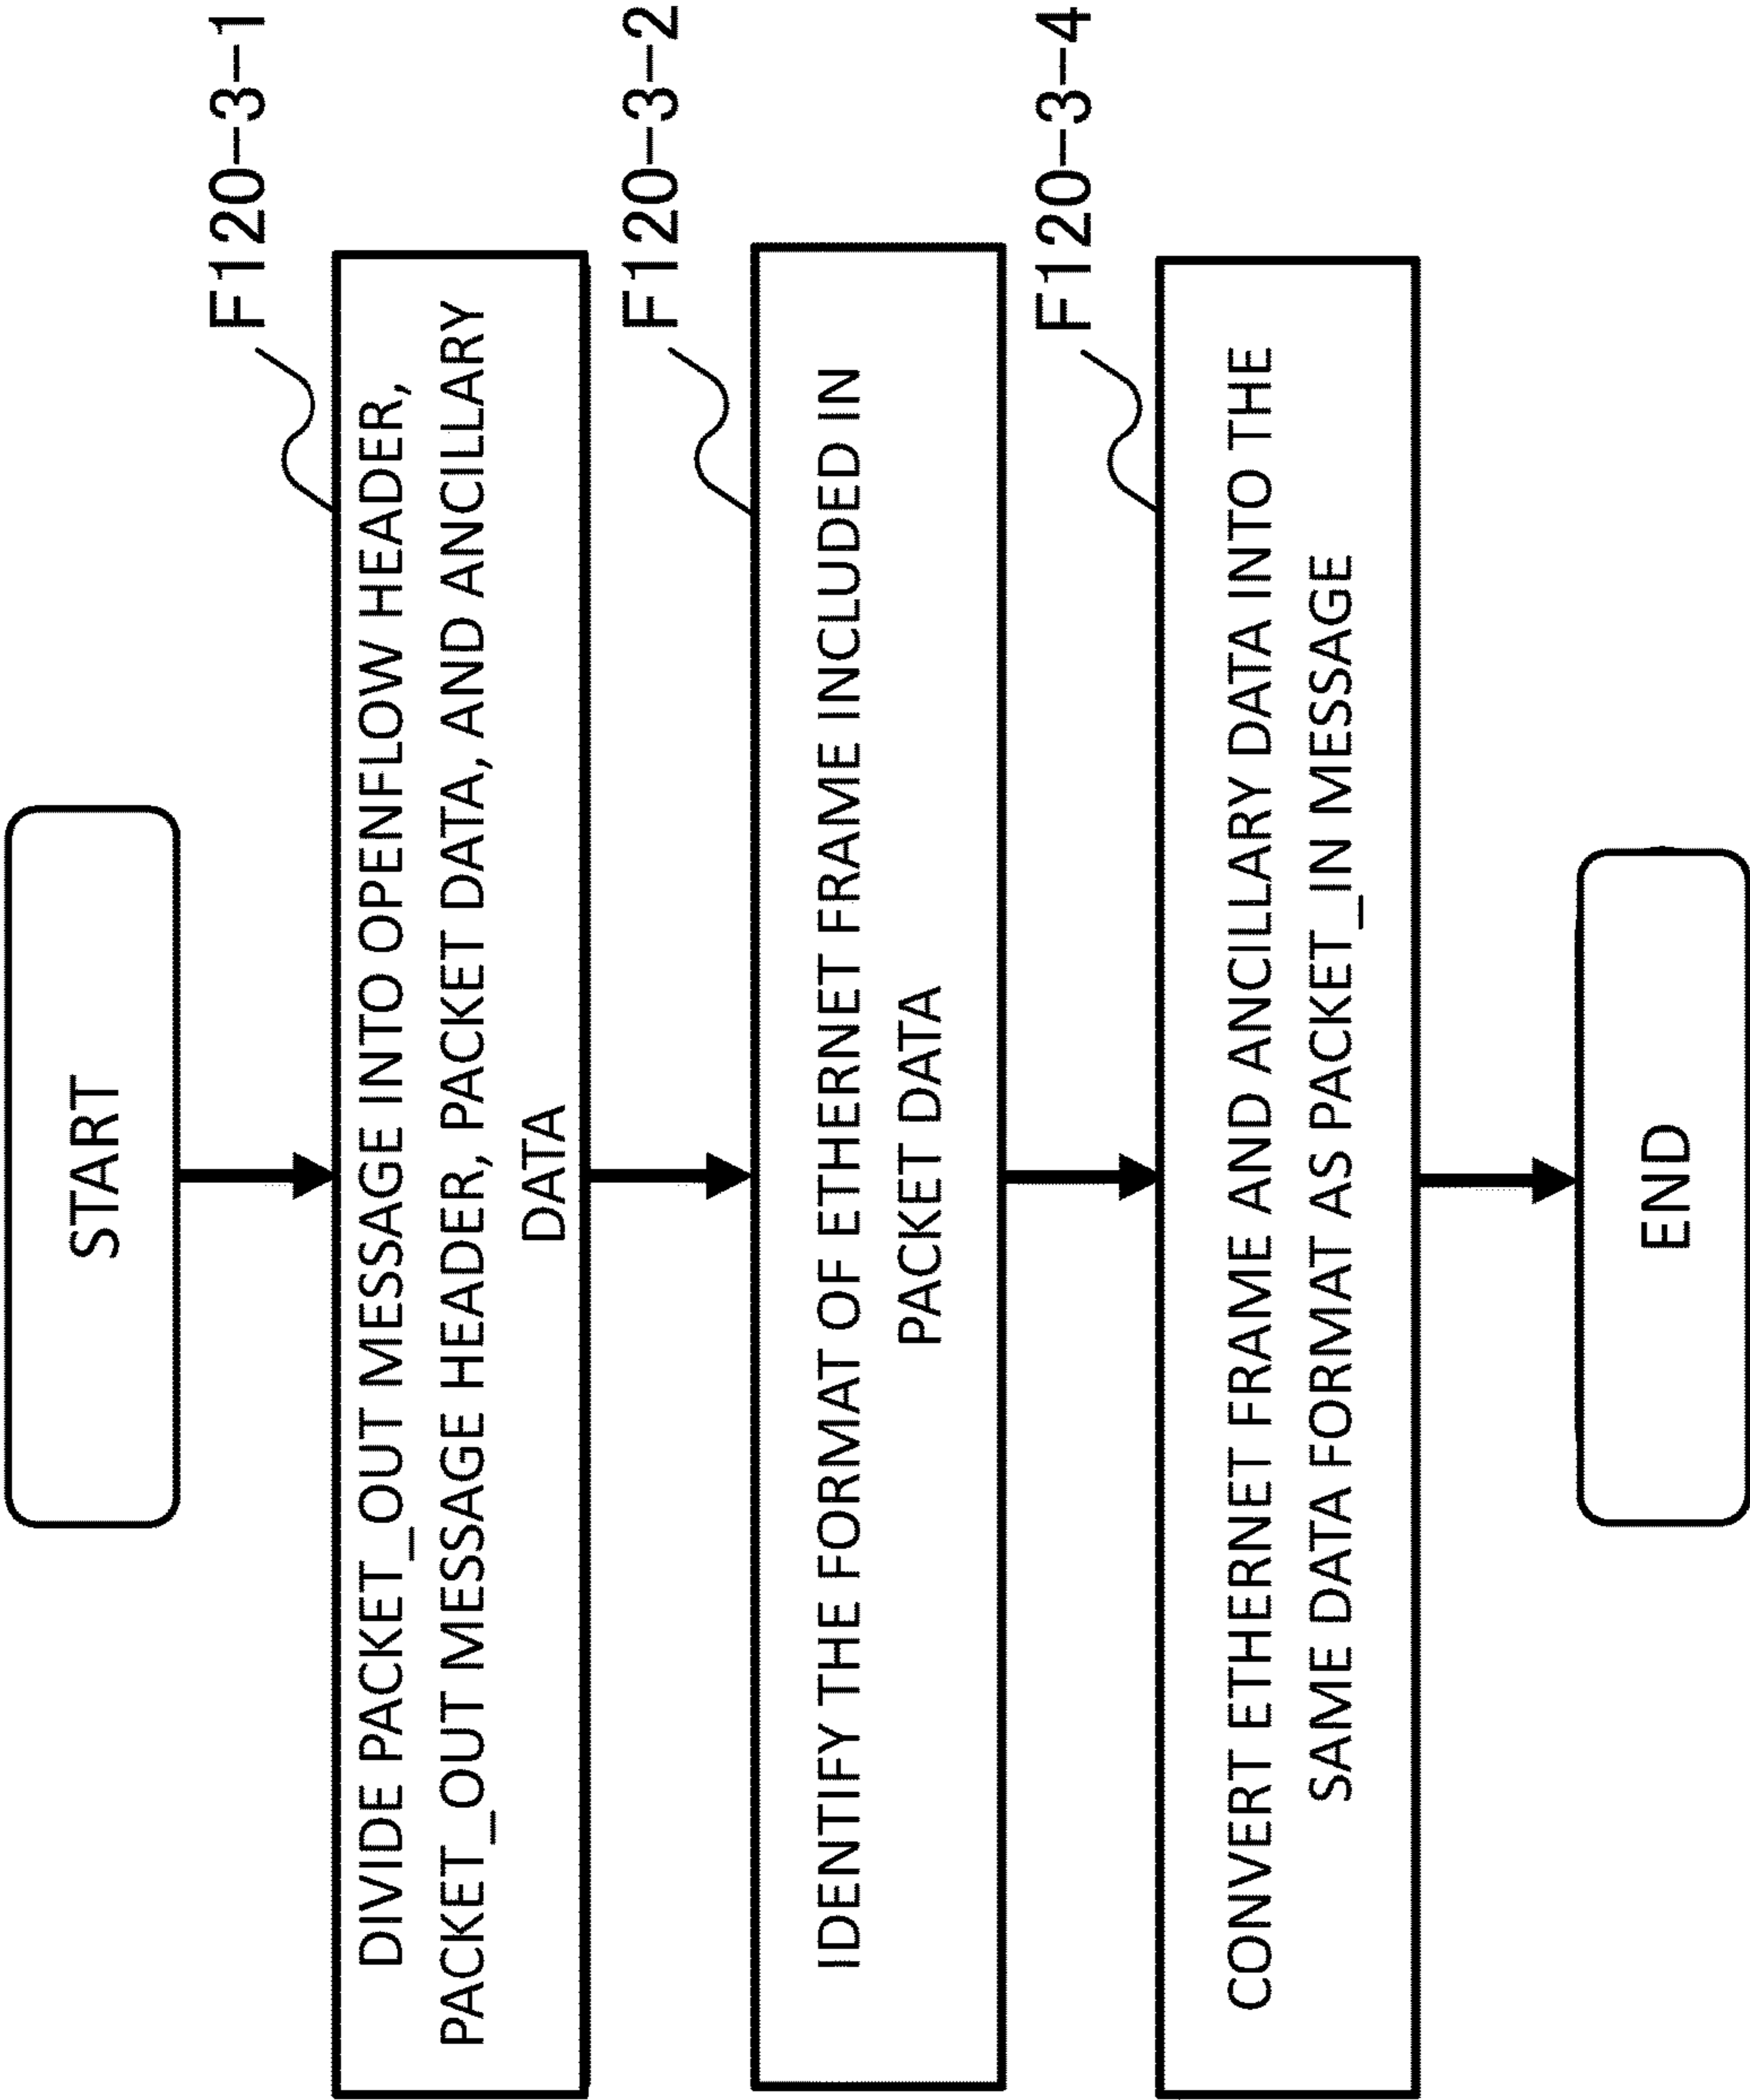 START
F120-3-1
DIVIDE PACKET_OUT MESSAGE INTO OPENFLOW HEADER,
PACKET_OUT MESSAGE HEADER, PACKET DATA, AND ANCILLARY
DATA
F120-3-2
IDENTIFY THE FORMAT OF ETHERNET FRAME INCLUDED IN
PACKET DATA
F120-3-4
CONVERT ETHERNET FRAME AND ANCILLARY DATA INTO THE
SAME DATA FORMAT AS PACKET_IN MESSAGE
END